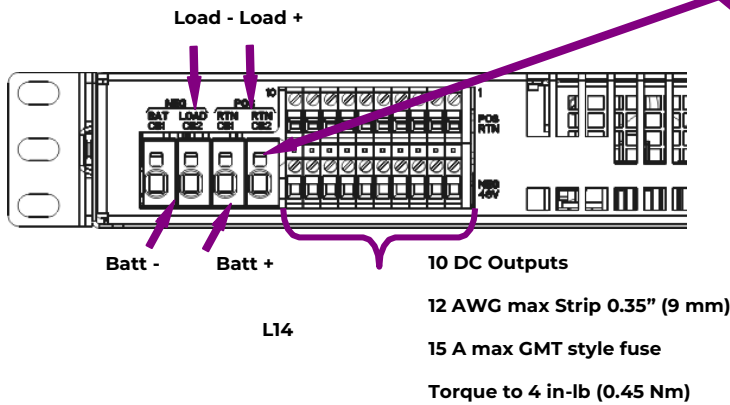 Load - Load +
NEG POS
BAT LOAD RTN RTN
CB1 CB2 CB1 CB2
10 1
POS
RTN
NEG
48V
Batt - Batt +
10 DC Outputs
12 AWG max Strip 0.35” (9 mm)
L14
15 A max GMT style fuse
Torque to 4 in-lb (0.45 Nm)